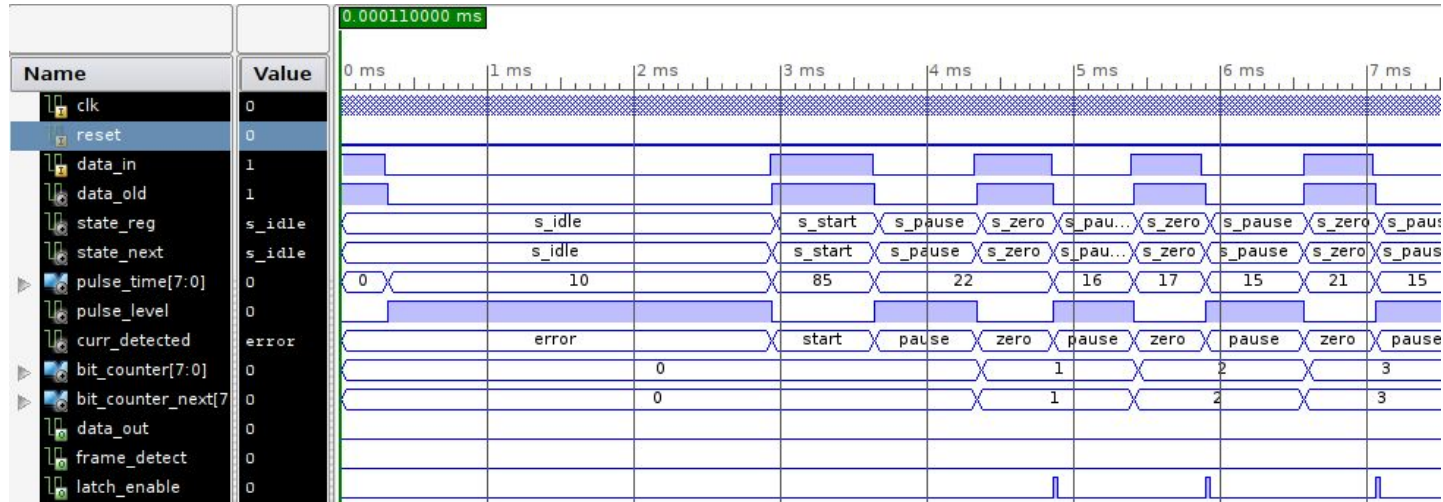 0.000110000 ms
Name Value 0 ms 1 ms 2 ms 3 ms 4 ms 5 ms 6 ms 7 ms
clk 0
reset 0
data_in 1
data_old 1
state_reg s_idle s_idle s_start s_pause s_zero s_pau... s_zero s_pause s_zero s_paus
state_next s_idle s_idle s_start s_pause s_zero s_pau... s_zero s_pause s_zero s_paus
pulse_time[7:0] 0 0 10 85 22 16 17 15 21 15
pulse_level 0
curr_detected error error start pause zero pause zero pause zero pause
bit_counter[7:0] 0 0 1 2 3
bit_counter_next[7 0 0 1 2 3
data_out 0
frame_detect 0
latch_enable 0